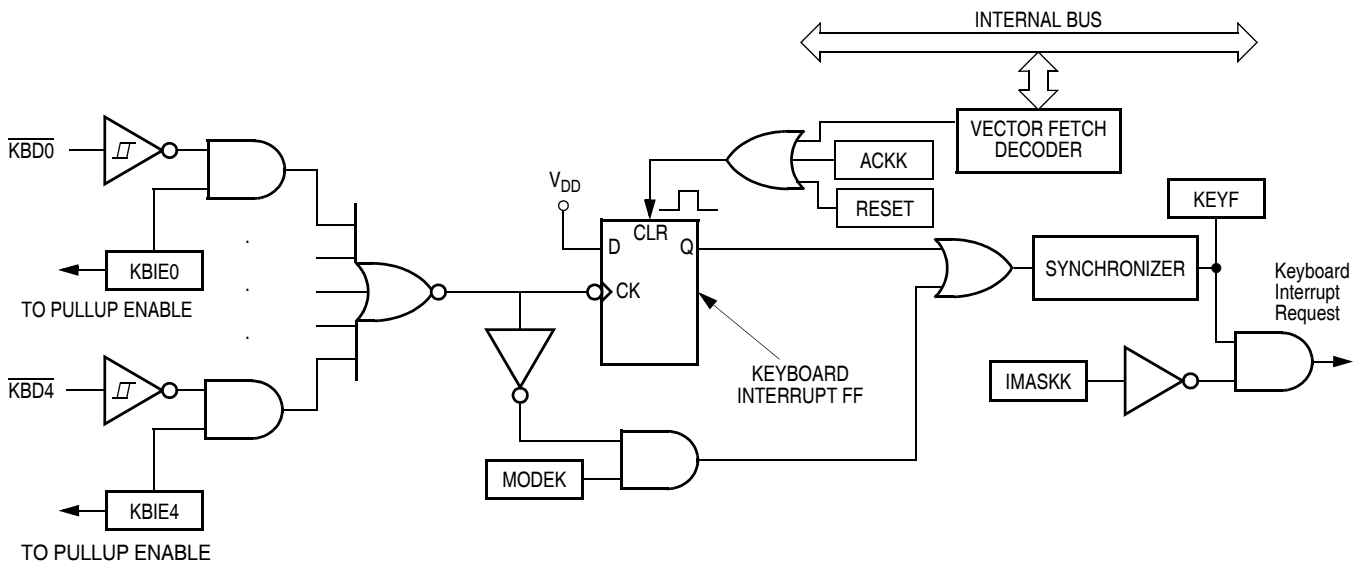 INTERNAL BUS
KBD0
VECTOR FETCH
DECODER
ACKK
VDD
RESET
KEYF
CLR
D
Q
KBIE0
SYNCHRONIZER
CK
Keyboard
Interrupt
Request
TO PULLUP ENABLE
KBD4
KEYBOARD
INTERRUPT FF
IMASKK
MODEK
KBIE4
TO PULLUP ENABLE